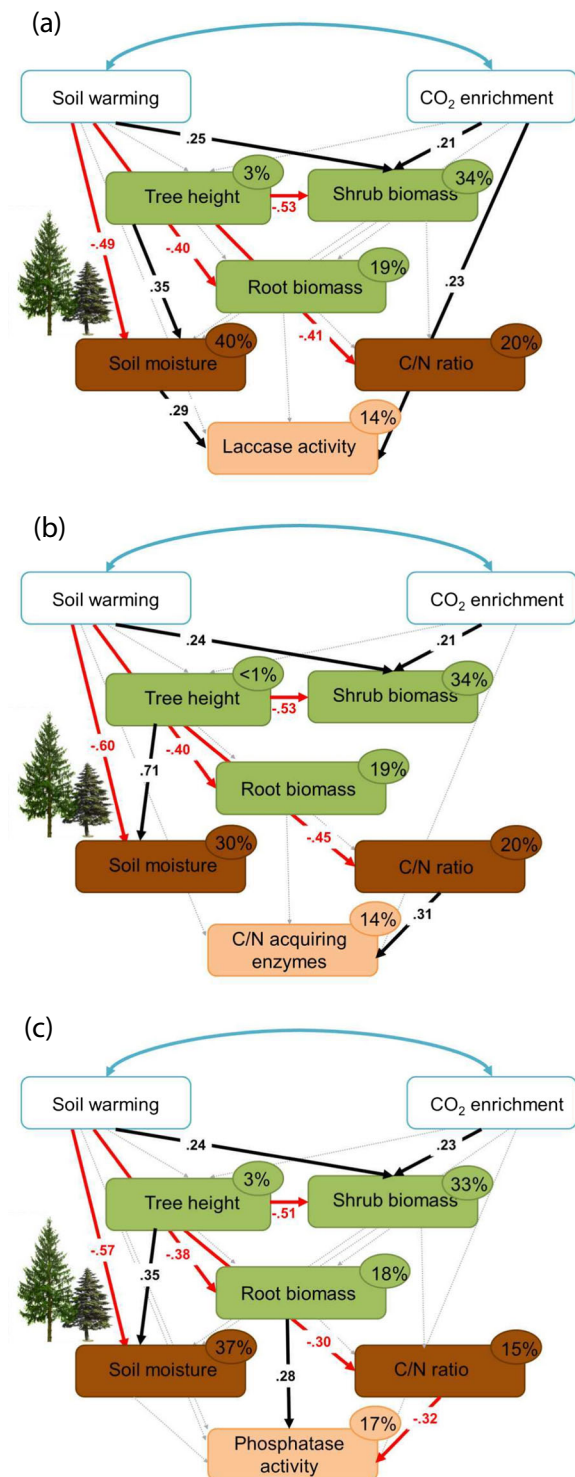 (a)
Soil warming
CO₂ enrichment
.25
.21
3%
34%
Tree height
-.53
Shrub biomass
-.49
-.40
19%
.35
Root biomass
.23
40%
-.41
20%
Soil moisture
C/N ratio
.29
14%
Laccase activity
(b)
Soil warming
CO₂ enrichment
.24
.21
<1%
34%
Tree height
-.53
Shrub biomass
-.60
-.40
.71
19%
Root biomass
30%
-.45
20%
Soil moisture
C/N ratio
14%
.31
C/N acquiring
enzymes
(c)
Soil warming
CO₂ enrichment
.24
.23
3%
33%
Tree height
-.51
Shrub biomass
-.57
-.38
.35
18%
Root biomass
37%
-.30
15%
Soil moisture
C/N ratio
.28
17%
-.32
Phosphatase
activity